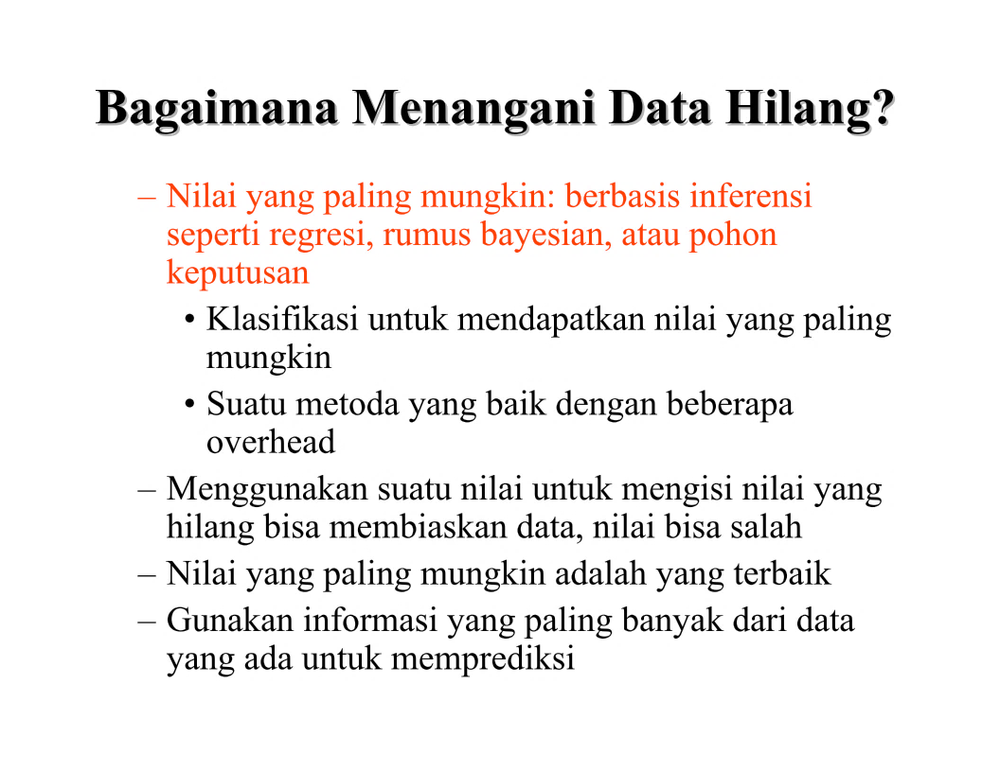 Bagaimana Menangani Data Hilang?
– Nilai yang paling mungkin: berbasis inferensi
seperti regresi, rumus bayesian, atau pohon
keputusan
• Klasifikasi untuk mendapatkan nilai yang paling
mungkin
• Suatu metoda yang baik dengan beberapa
overhead
– Menggunakan suatu nilai untuk mengisi nilai yang
hilang bisa membiaskan data, nilai bisa salah
– Nilai yang paling mungkin adalah yang terbaik
– Gunakan informasi yang paling banyak dari data
yang ada untuk memprediksi